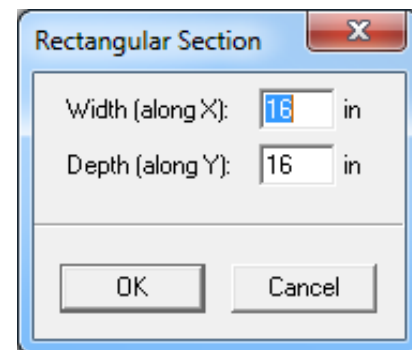 Rectangular Section
Width (along X): 16 in
Depth (along Y): 16 in
OK Cancel